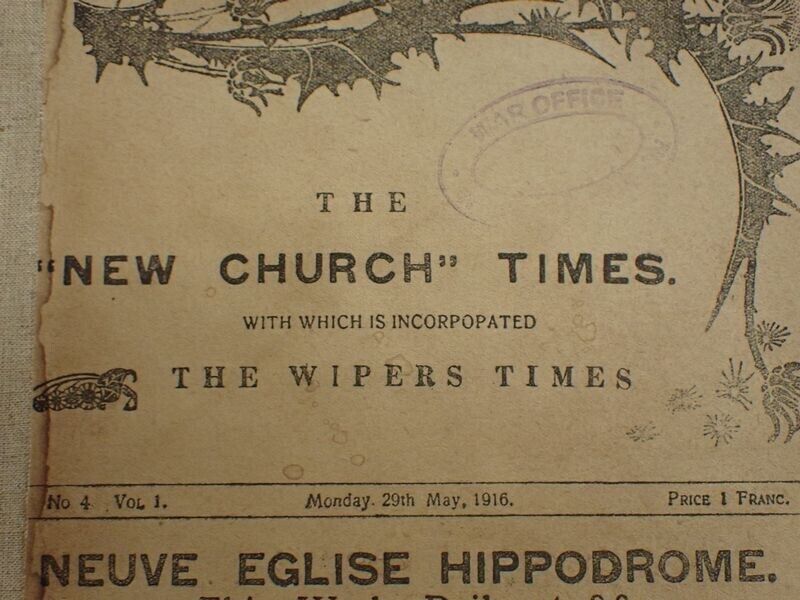 WAR OFFICE
THE
"NEW CHURCH" TIMES.
WITH WHICH IS INCORPOPATED
THE WIPERS TIMES
No 4 VOL 1. Monday. 29th May, 1916. PRICE 1 FRANC.
NEUVE EGLISE HIPPODROME.